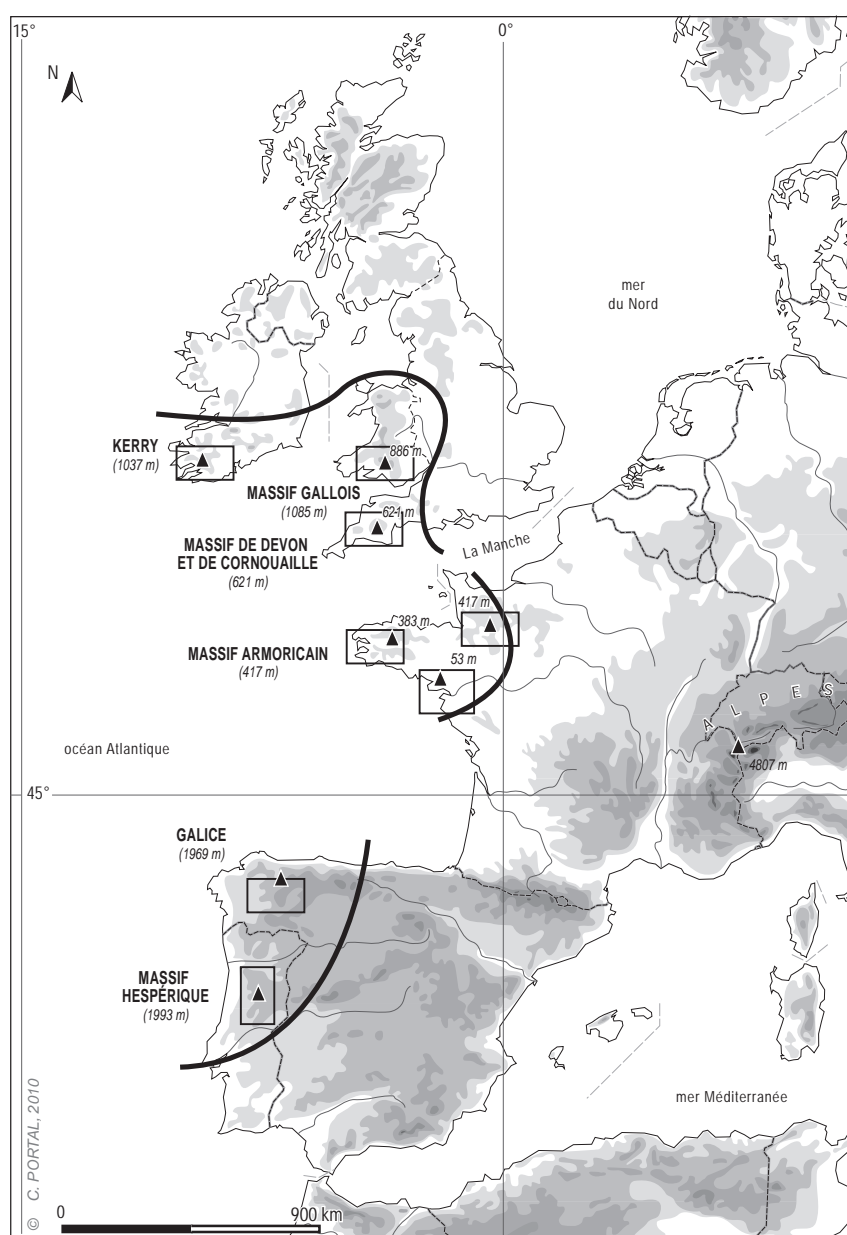 15°
0°
N
mer
du Nord
KERRY
(1037 m)
886 m
MASSIF GALLOIS
(1085 m)
621 m
MASSIF DE DEVON
ET DE CORNOUAILLE
(621 m)
La Manche
417 m
383 m
MASSIF ARMORICAIN
(417 m)
53 m
ALPES
4807 m
océan Atlantique
45°
GALICE
(1969 m)
MASSIF
HESPÉRIQUE
(1993 m)
mer Méditerranée
© C. PORTAL, 2010
0
900 km